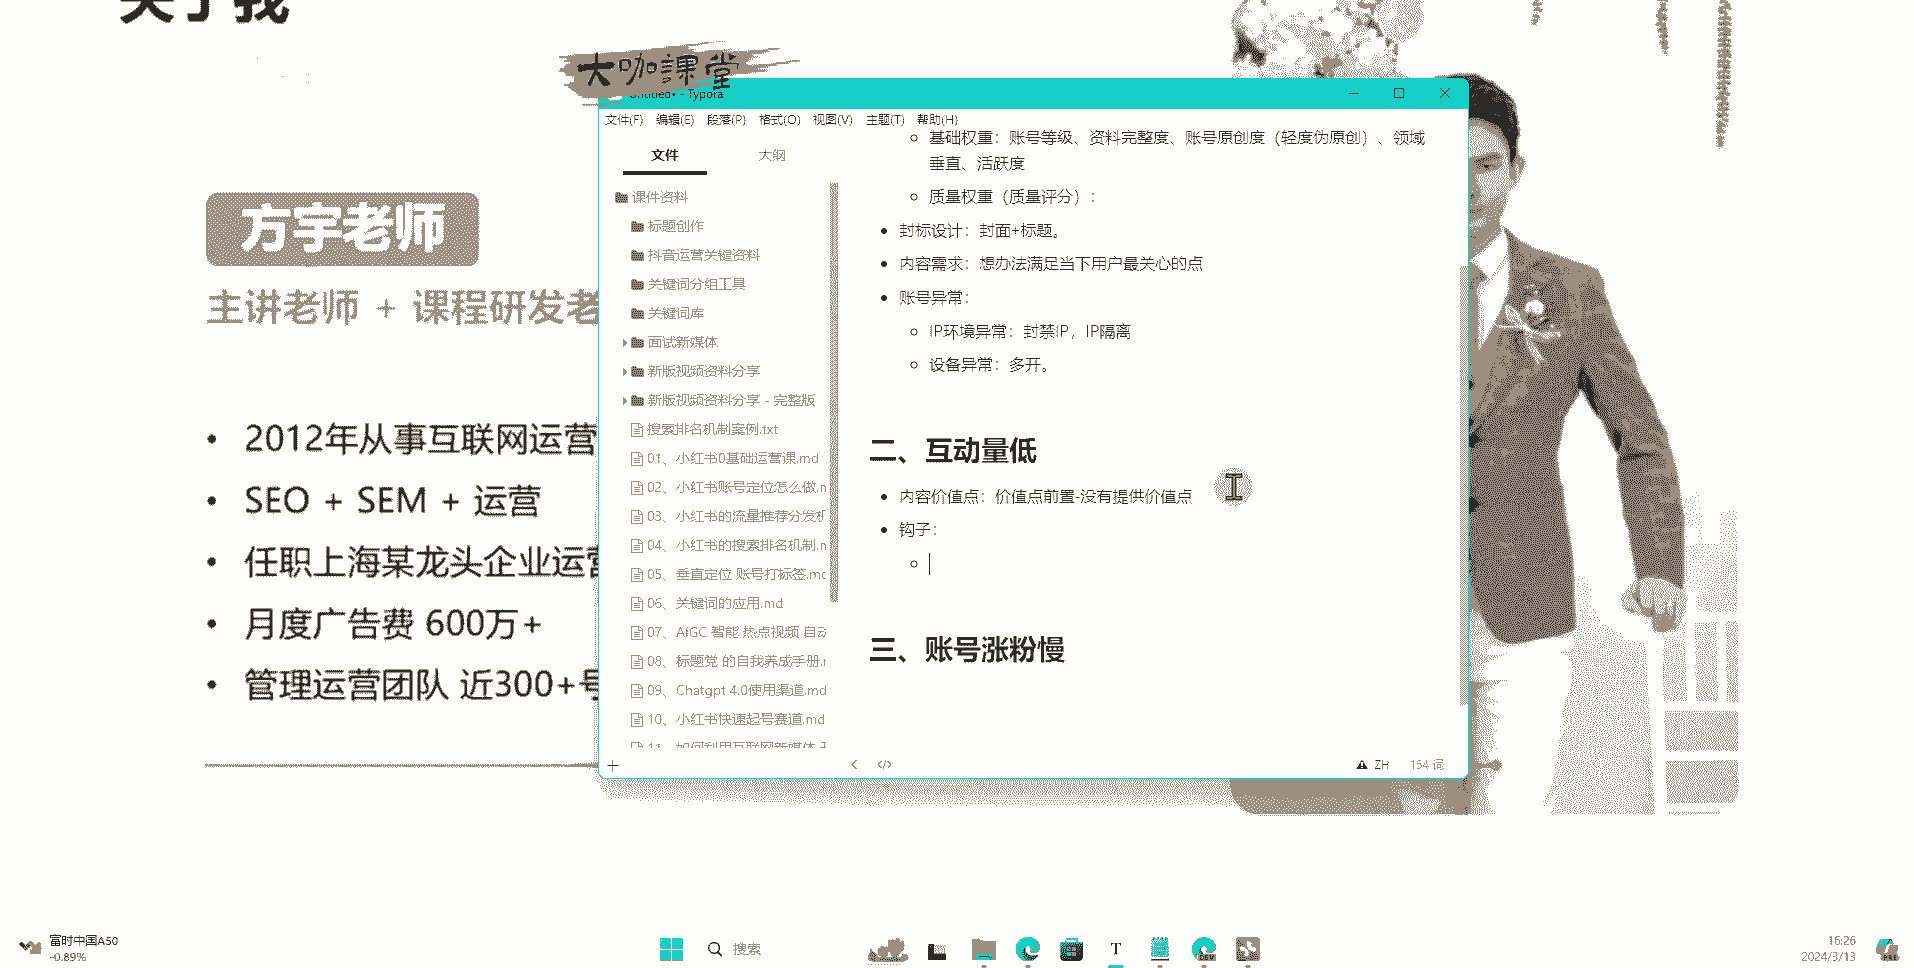 关于我
大咖課堂
方宇老师
主讲老师 + 课程研发老
2012年从事互联网运营
SEO + SEM + 运营
任职上海某龙头企业运营
月度广告费 600万+
管理运营团队 近300+号
Untitled• - Typora
文件(F) 编辑(E) 段落(P) 格式(O) 视图(V) 主题(T) 帮助(H)
文件 大纲
课件资料
标题创作
抖音运营关键资料
关键词分组工具
关键词库
面试新媒体
新版视频资料分享
新版视频资料分享 - 完整版
搜索排名机制案例.txt
01、小红书0基础运营课.md
02、小红书账号定位怎么做.n
03、小红书的流量推荐分发机
04、小红书的搜索排名机制.n
05、垂直定位 账号打标签.mc
06、关键词的应用.md
07、AIGC 智能 热点视频 自动
08、标题党 的自我养成手册.r
09、Chatgpt 4.0使用渠道.md
10、小红书快速起号赛道.md
11、如何利用互联网新媒体
基础权重：账号等级、资料完整度、账号原创度（轻度伪原创）、领域
垂直、活跃度
质量权重（质量评分）：
封标设计：封面+标题。
内容需求：想办法满足当下用户最关心的点
账号异常：
IP环境异常：封禁IP，IP隔离
设备异常：多开。
二、互动量低
内容价值点：价值点前置-没有提供价值点
钩子：
三、账号涨粉慢
ZH 154 词
富时中国A50
-0.89%
搜索
T
DEV
16:26
2024/3/13
PRE